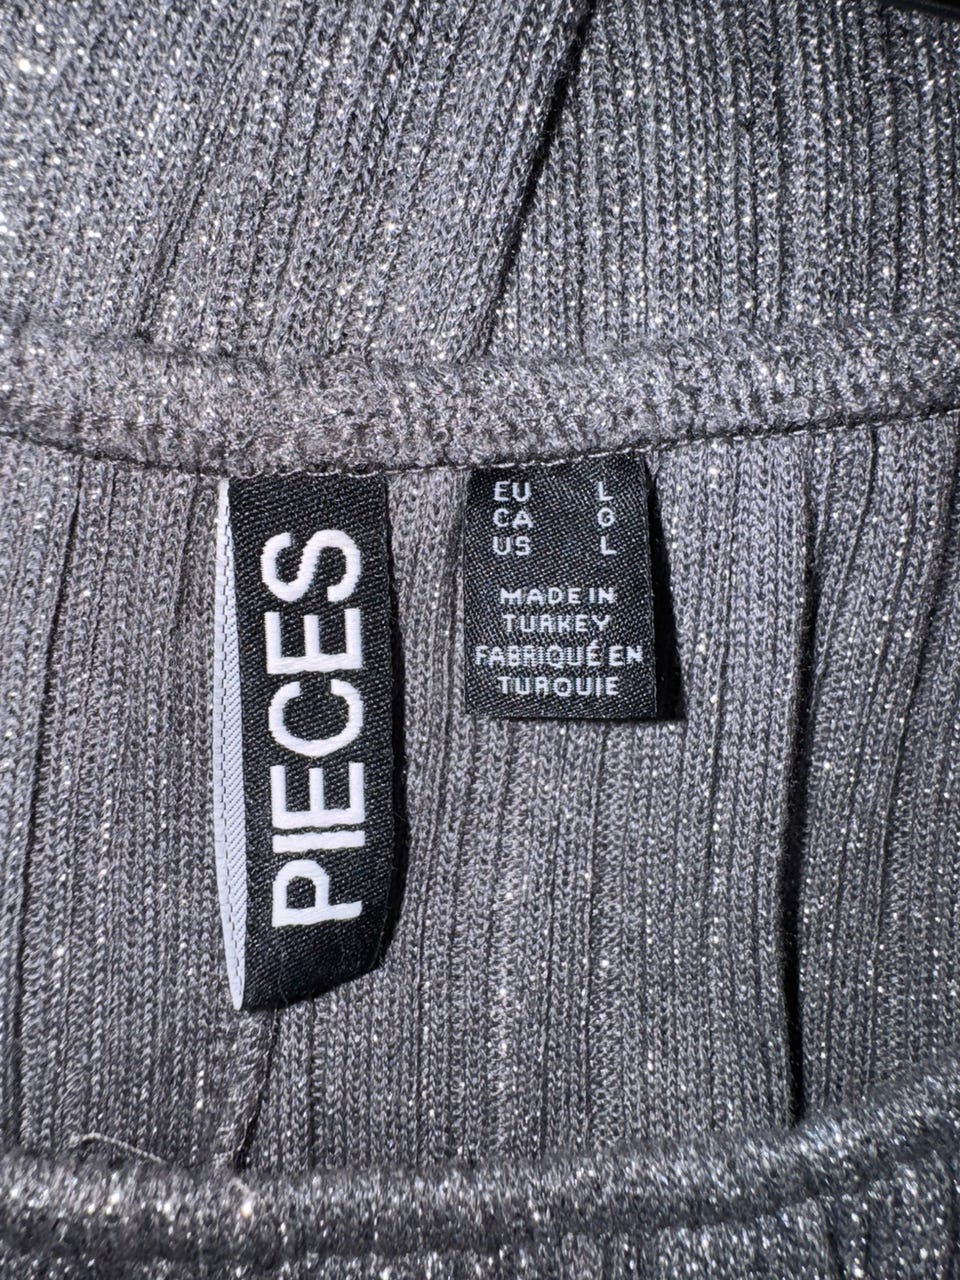 PIECES
EU L
CA G
US L
MADE IN
TURKEY
FABRIQUÉ EN
TURQUIE